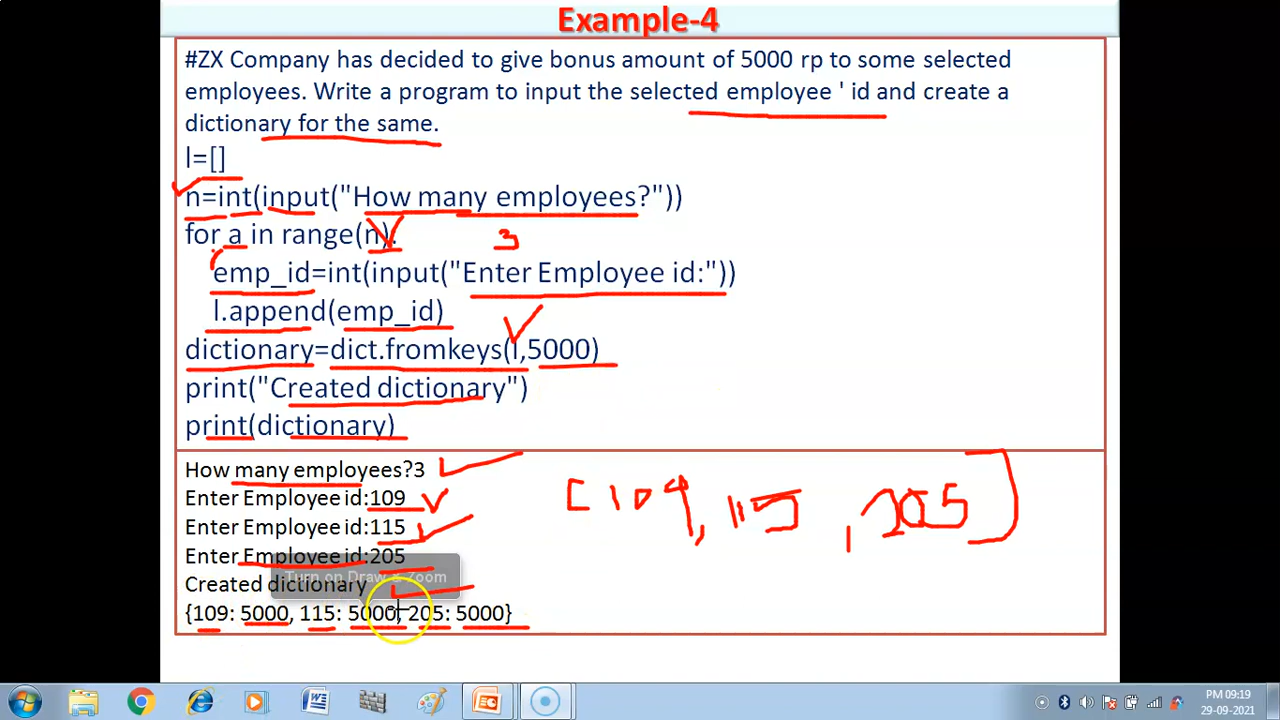 Example-4
#ZX Company has decided to give bonus amount of 5000 rp to some selected
employees. Write a program to input the selected employee ' id and create a
dictionary for the same.
l=[]
n=int(input("How many employees?"))
for a in range(n):
3
emp_id=int(input("Enter Employee id:"))
l.append(emp_id)
dictionary=dict.fromkeys(l,5000)
print("Created dictionary")
print(dictionary)
How many employees?3
Enter Employee id:109
[109, 115, 205]
Enter Employee id:115
Enter Employee id:205
Turn on Draw & Zoom
Created dictionary
{109: 5000, 115: 5000, 205: 5000}
PM 09:19
29-09-2021